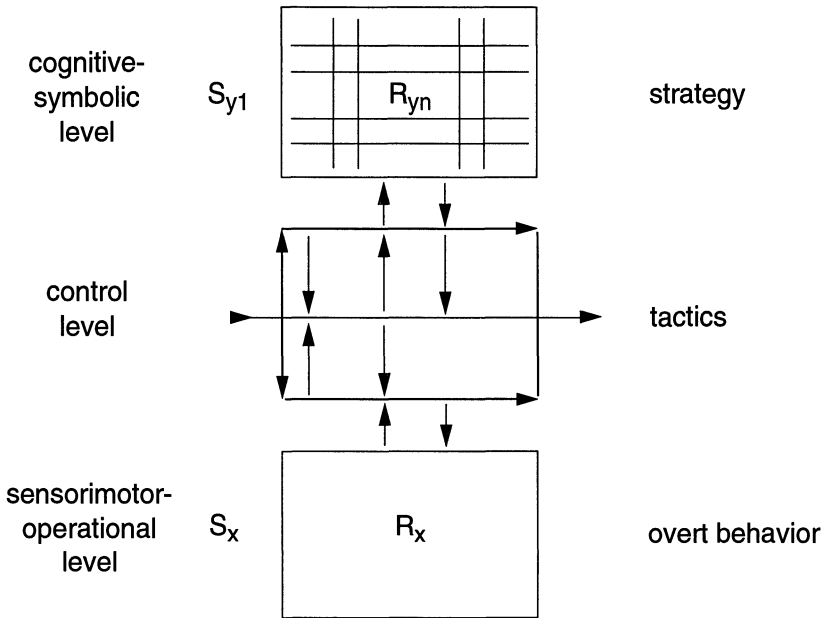 cognitive-
symbolic
level
Sy1
Ryn
strategy
control
level
tactics
sensorimotor-
operational
level
Sx
Rx
overt behavior